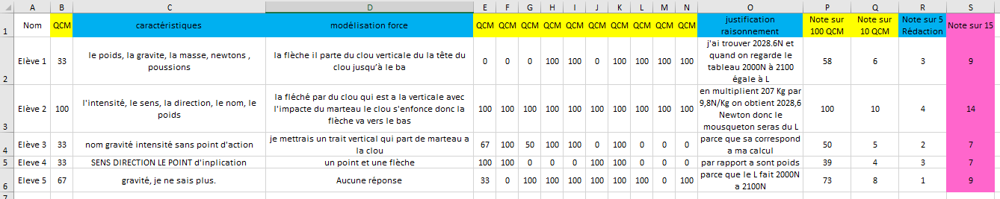 A B C D E F G H I J K L M N O P Q R S
1 Nom QCM caractéristiques modélisation force QCM QCM QCM QCM QCM QCM QCM QCM QCM QCM
justification
raisonnement
Note sur
100 QCM
Note sur
10 QCM
Note sur 5
Rédaction
Note sur 15
2 Elève 1 33
le poids, la gravite, la masse, newtons ,
poussions
la flèche il parte du clou verticale du la tête du
clou jusqu'à le ba
0 0 0 100 100 0 100 100 100 100
j'ai trouver 2028.6N et
quand on regarde le
tableau 2000N à 2100
égale à L
58 6 3 9
3 Elève 2 100
l'intensité, le sens, la direction, le nom, le
poids
la fléché par du clou qui est a la verticale avec
l'impacte du marteau le clou s'enfonce donc la
flèche va vers le bas
100 100 100 100 100 100 100 100 100 100
en multiplient 207 Kg par
9,8N/Kg on obtient 2028,6
Newton donc le
mousqueton seras du L
100 10 4 14
4 Elève 3 33
nom gravité intensité sans point d'action
je mettrais un trait vertical qui part de marteau a
la clou
67 100 50 100 100 0 100 0 0 0
parce que sa correspond
a ma calcul
50 5 2 7
5 Eleve 4 33 SENS DIRECTION LE POINT d'inplication un point et une flèche 100 100 0 0 0 100 100 0 0 0 par rapport a sont poids 39 4 3 7
6 Eleve 5 67 gravité, je ne sais plus. Aucune réponse 33 0 100 100 100 100 100 100 0 100
parce que le L fait 2000N
a 2100N
73 8 1 9